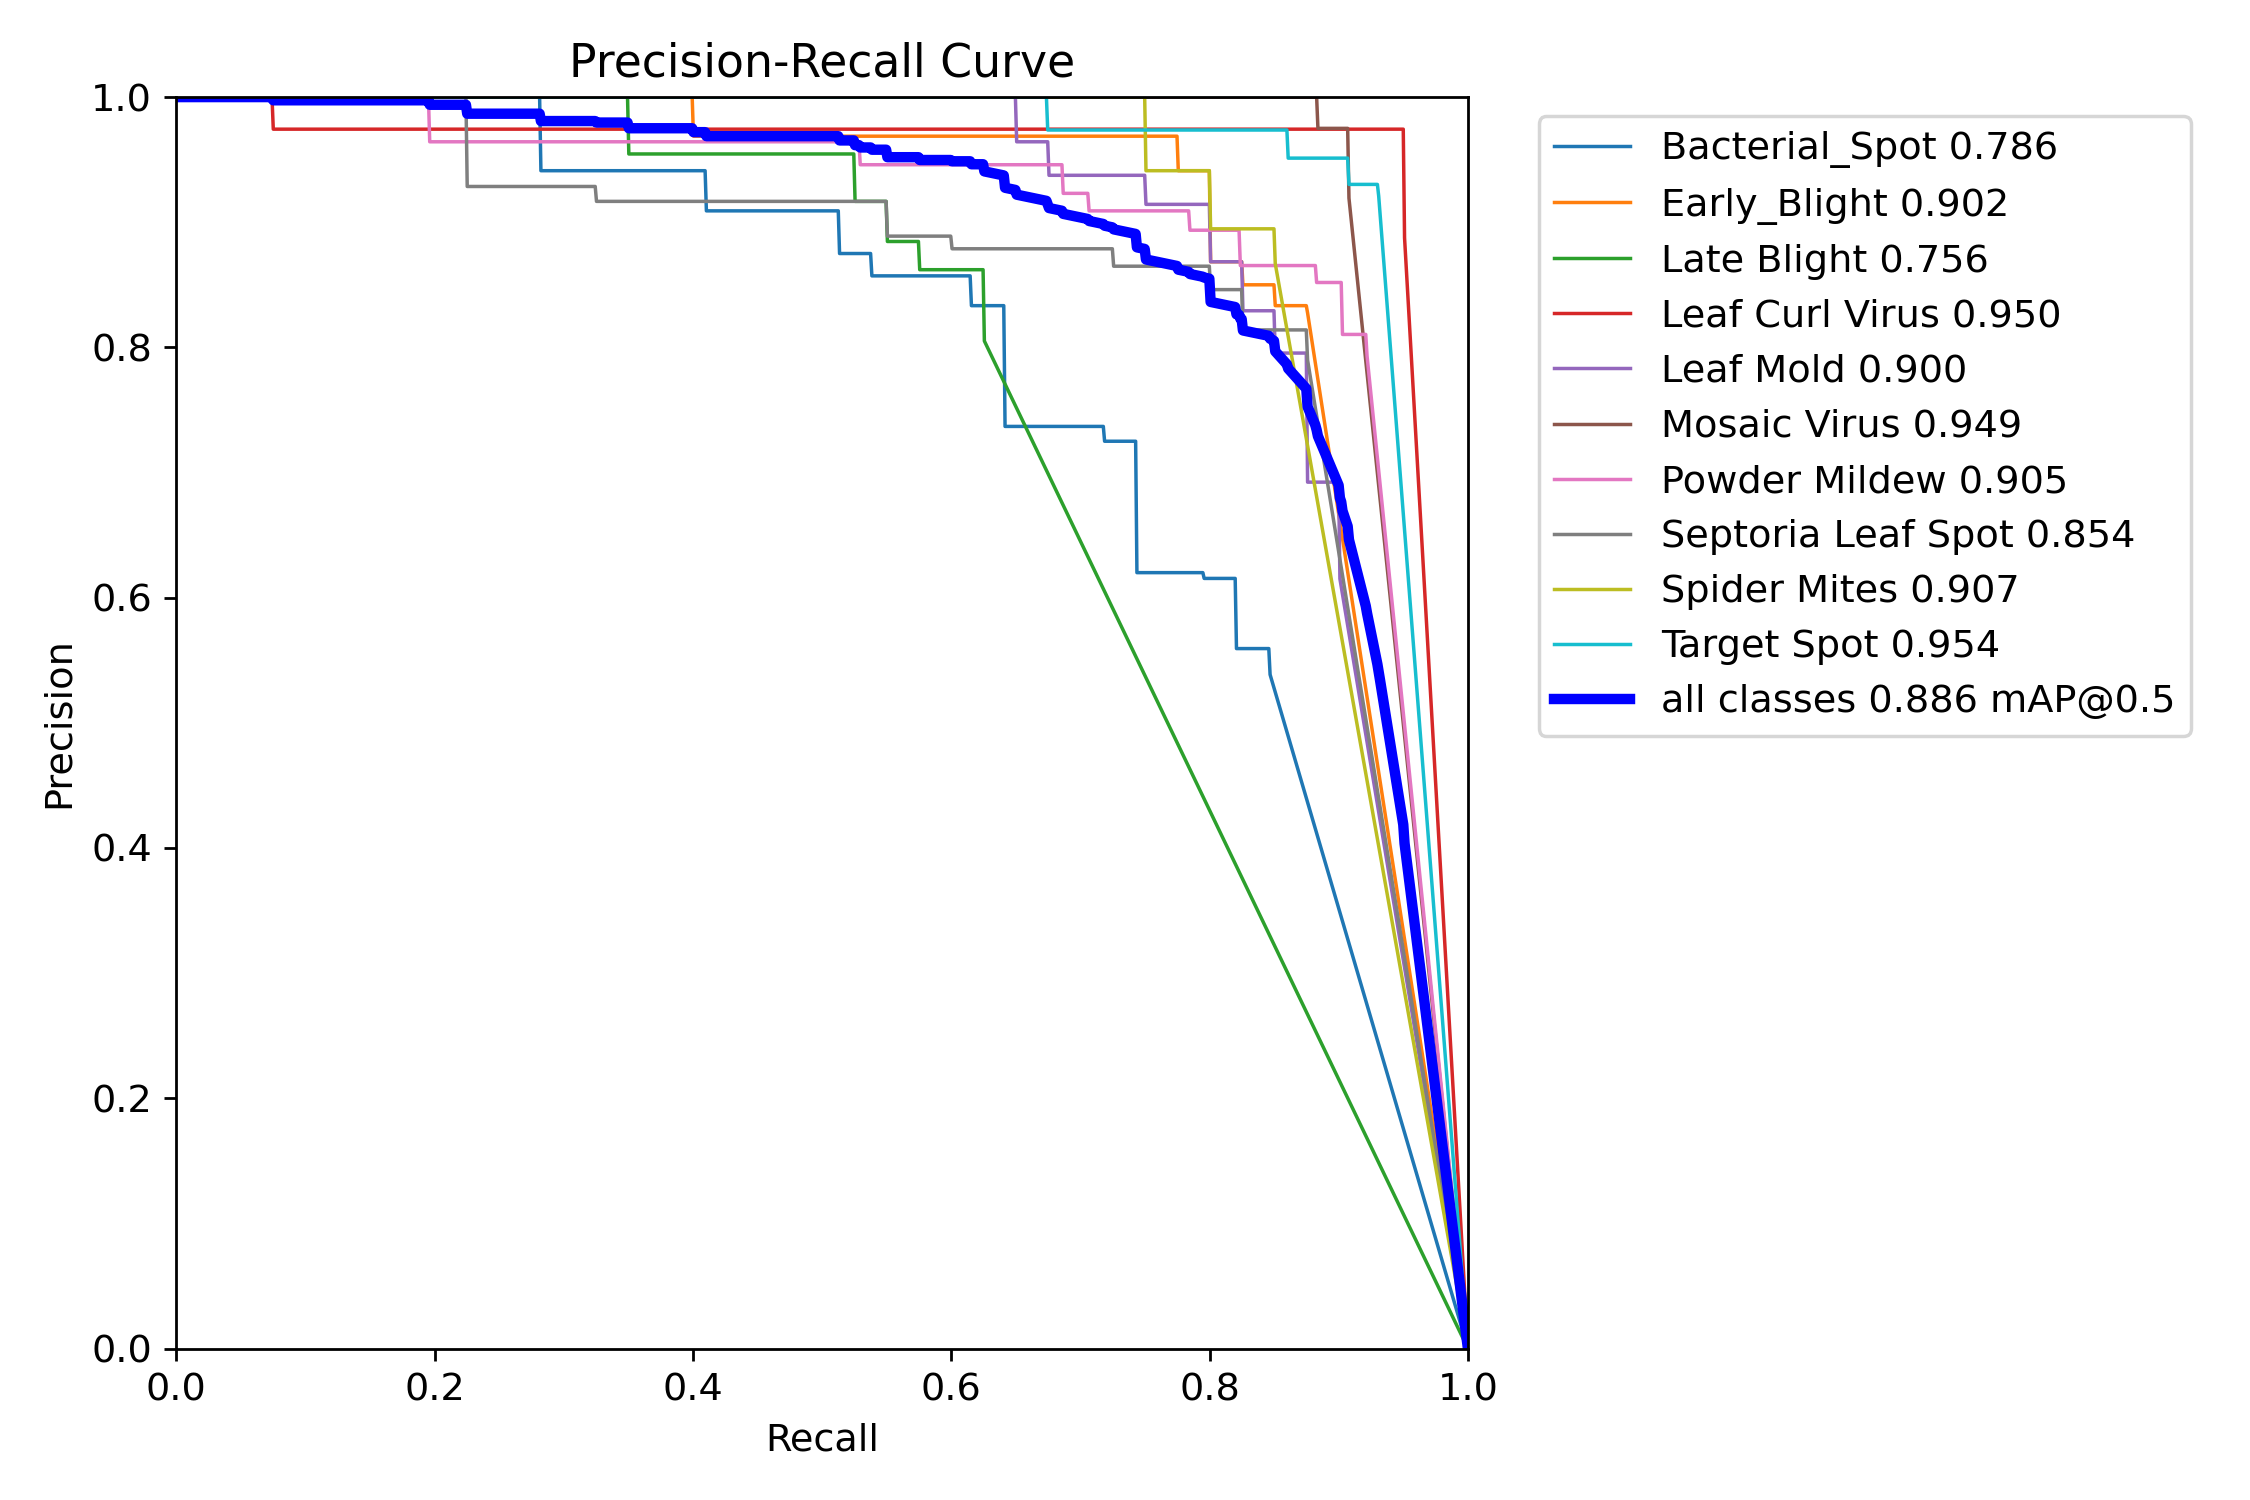 Precision-Recall Curve
1.0
0.8
0.6
0.4
0.2
0.0
Precision
0.0 0.2 0.4 0.6 0.8 1.0
Recall
Bacterial_Spot 0.786
Early_Blight 0.902
Late Blight 0.756
Leaf Curl Virus 0.950
Leaf Mold 0.900
Mosaic Virus 0.949
Powder Mildew 0.905
Septoria Leaf Spot 0.854
Spider Mites 0.907
Target Spot 0.954
all classes 0.886 mAP@0.5